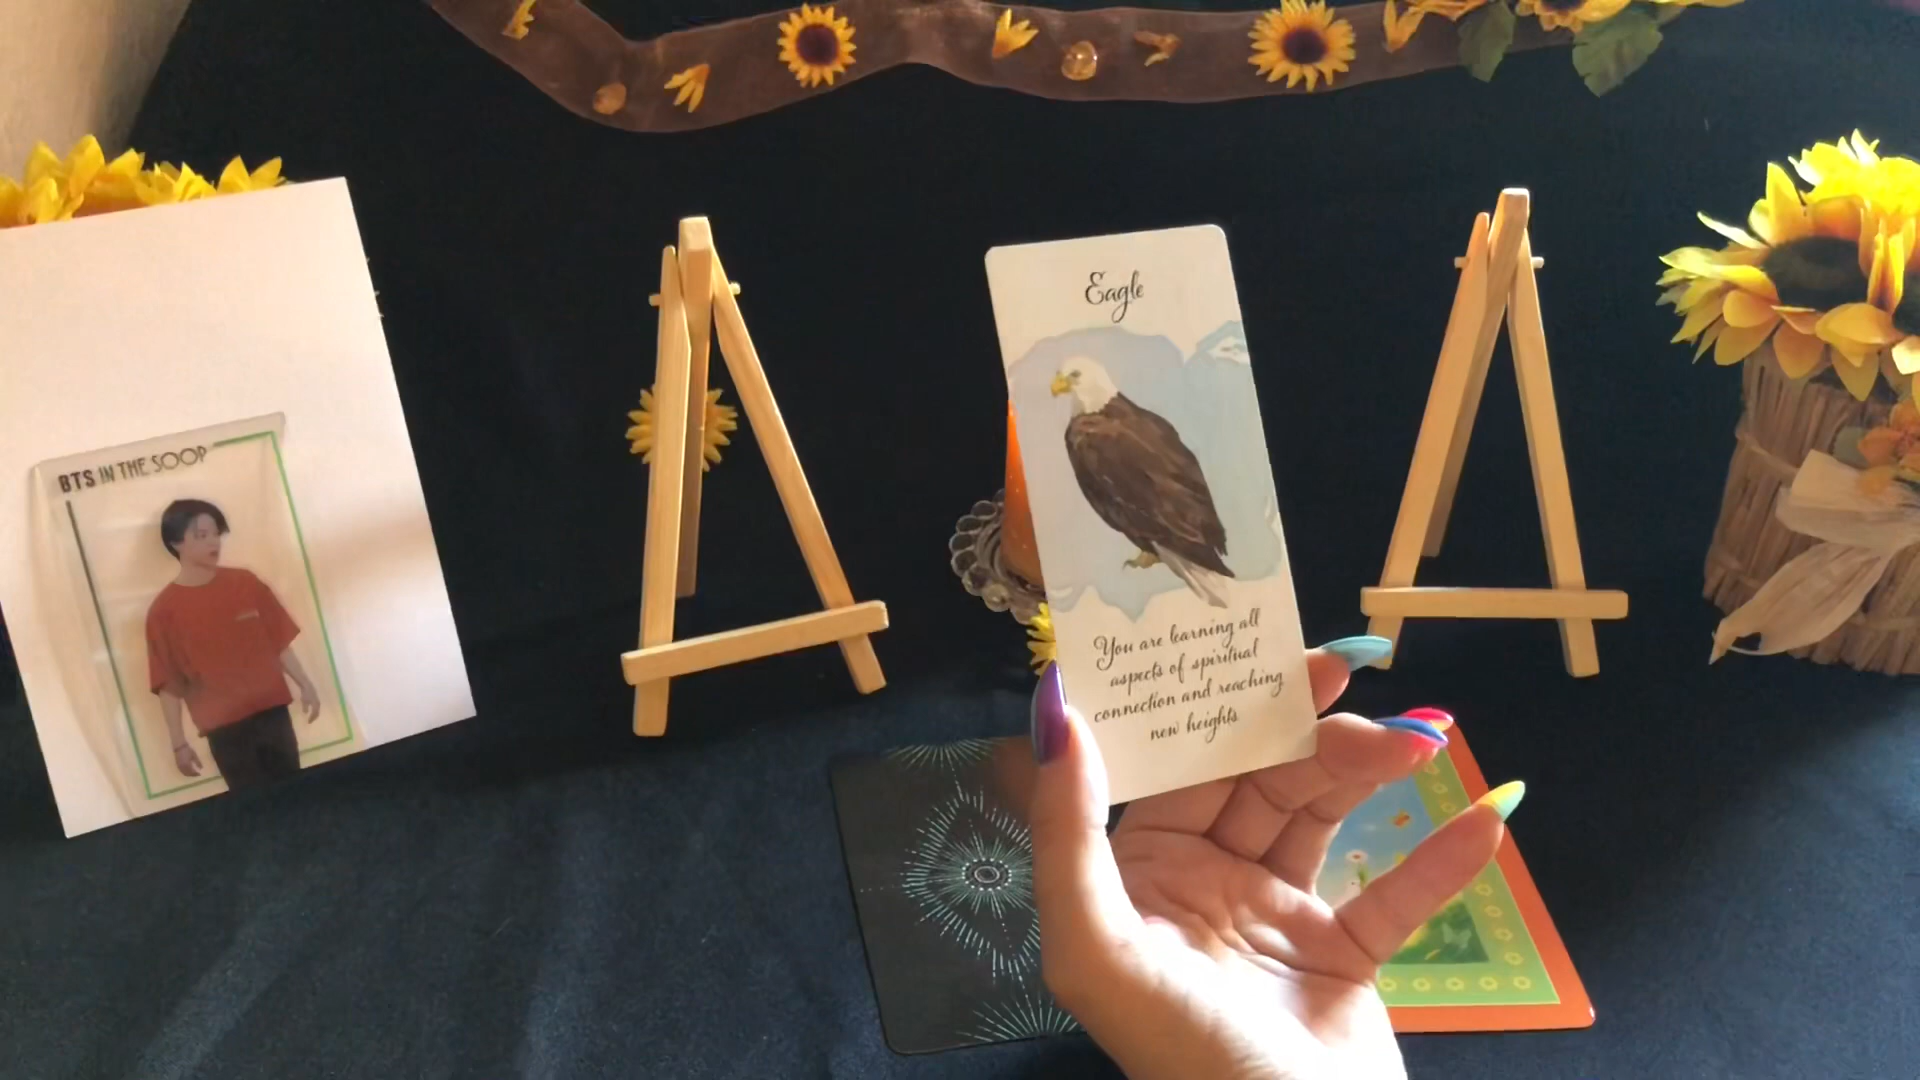 BTS IN THE SOOP
Eagle
You are learning all
aspects of spiritual
connection and reaching
new heights